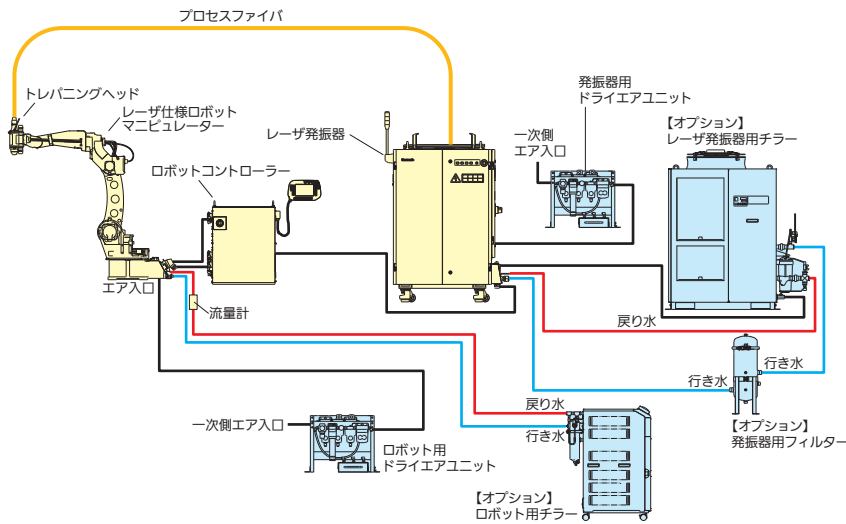 プロセスファイバ
トレパニングヘッド
レーザ仕様ロボット
マニピュレーター
ロボットコントローラー
レーザ発振器
発振器用
ドライエアユニット
一次側
エア入口
【オプション】
レーザ発振器用チラー
エア入口
流量計
戻り水
行き水
行き水
【オプション】
発振器用フィルター
戻り水
行き水
一次側エア入口
ロボット用
ドライエアユニット
【オプション】
ロボット用チラー